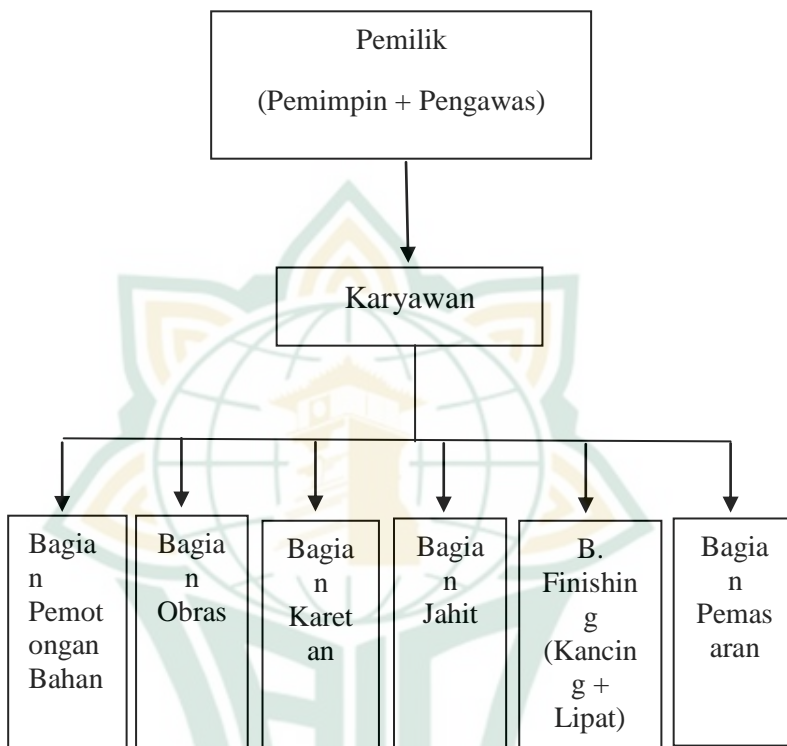 Pemilik
(Pemimpin + Pengawas)
Karyawan
Bagia
n
Pemot
ongan
Bahan
Bagia
n
Obras
Bagia
n
Karet
an
Bagia
n
Jahit
B.
Finishin
g
(Kancin
g +
Lipat)
Bagia
n
Pemas
aran